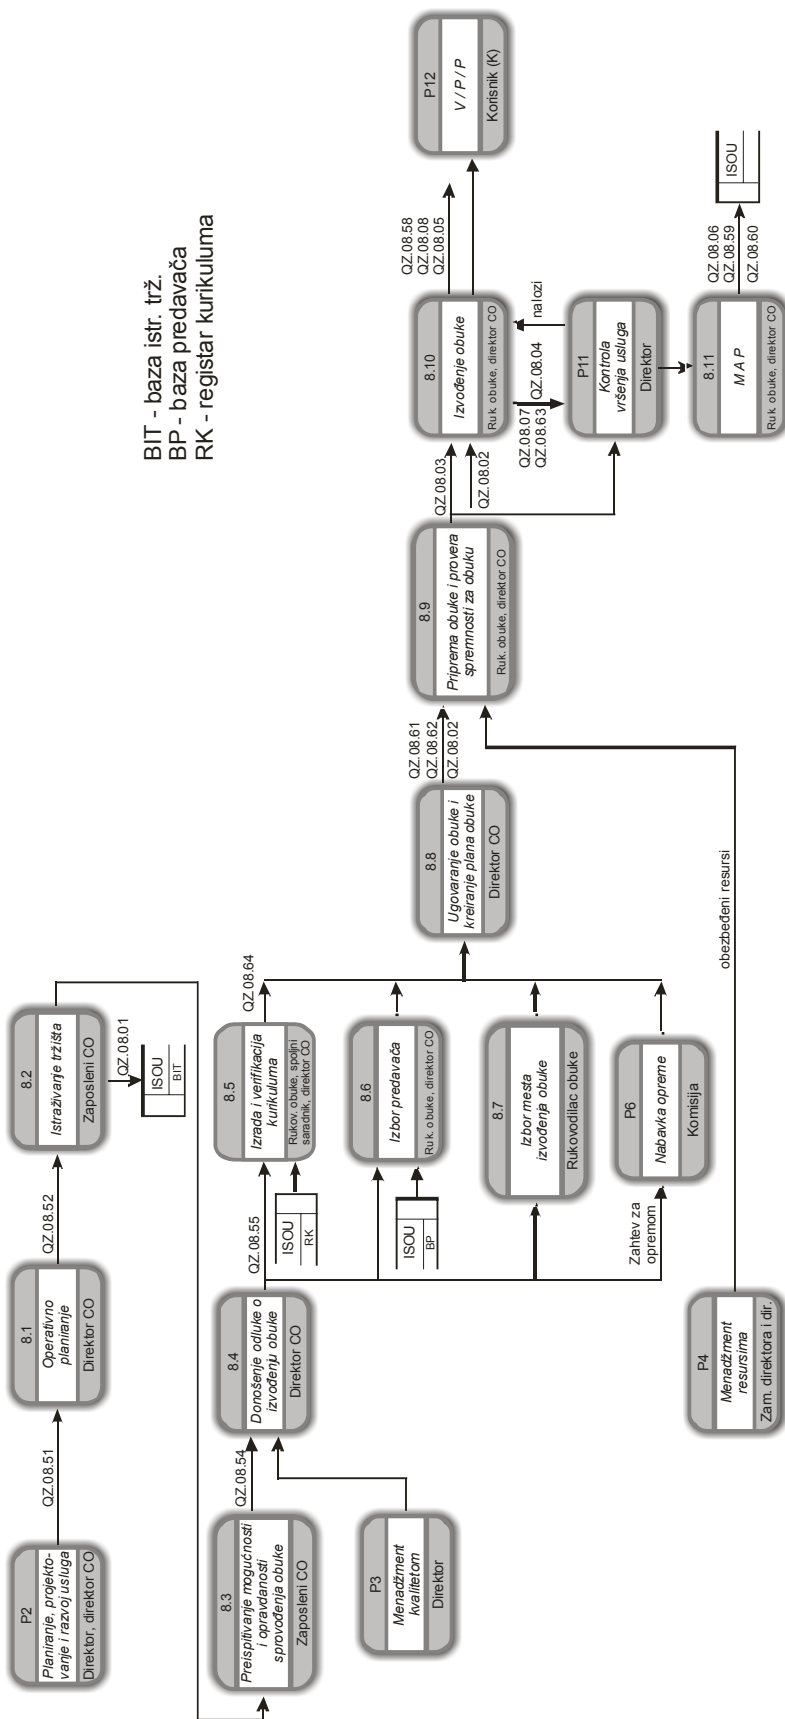 P2
Planiranje, projekto-
vanje i razvoj usluga
Direktor, direktor CO
QZ.08.51
8.1
Operativno
planiranje
Direktor CO
QZ.08.52
8.2
Istraživanje tržišta
Zaposleni CO
QZ.08.01
ISOU
BIT
BIT - baza istr. trž.
BP - baza predavača
RK - registar kurikuluma
8.3
Preispitivanje mogućnosti
i opravdanosti
sprovođenja obuke
Zaposleni CO
QZ.08.54
P3
Menadžment
kvalitetom
Direktor
8.4
Donošenje odluke o
izvođenju obuke
Direktor CO
QZ.08.55
ISOU
RK
8.5
Izrada i verifikacija
kurikuluma
Rukov. obuke, spoljni
saradnik, direktor CO
QZ.08.64
ISOU
BP
8.6
Izbor predavača
Ruk. obuke, direktor CO
8.7
Izbor mesta
izvođenja obuke
Rukovodilac obuke
Zahtev za
opremom
P6
Nabavka opreme
Komisija
P4
Menadžment
resursima
Zam. direktora i dir.
obezbeđeni resursi
8.8
Ugovaranje obuke i
kreiranje plana obuke
Direktor CO
QZ.08.61
QZ.08.62
QZ.08.02
8.9
Priprema obuke i provera
spremnosti za obuku
Ruk. obuke, direktor CO
QZ.08.03
QZ.08.02
8.10
Izvođenje obuke
Ruk. obuke, direktor CO
QZ.08.58
QZ.08.08
QZ.08.05
P12
V / P / P
Korisnik (K)
QZ.08.07
QZ.08.63
QZ.08.04
nalozi
P11
Kontrola
vršenja usluga
Direktor
8.11
M A P
Ruk. obuke, direktor CO
QZ.08.06
QZ.08.59
QZ.08.60
ISOU